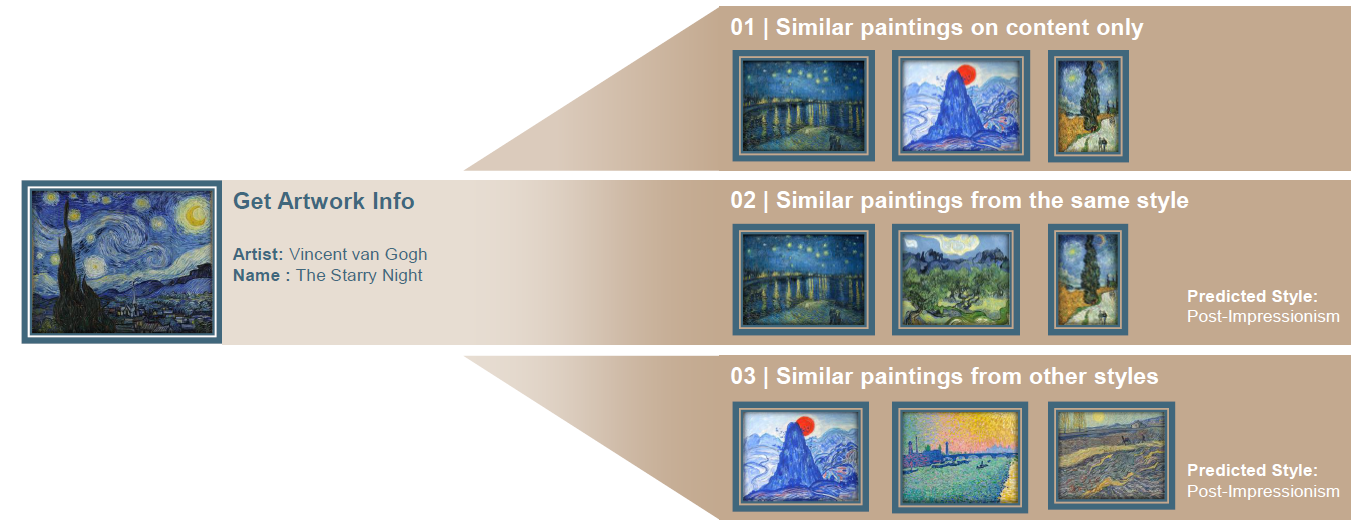 01 | Similar paintings on content only
Get Artwork Info
Artist: Vincent van Gogh
Name : The Starry Night
02 | Similar paintings from the same style
Predicted Style:
Post-Impressionism
03 | Similar paintings from other styles
Predicted Style:
Post-Impressionism